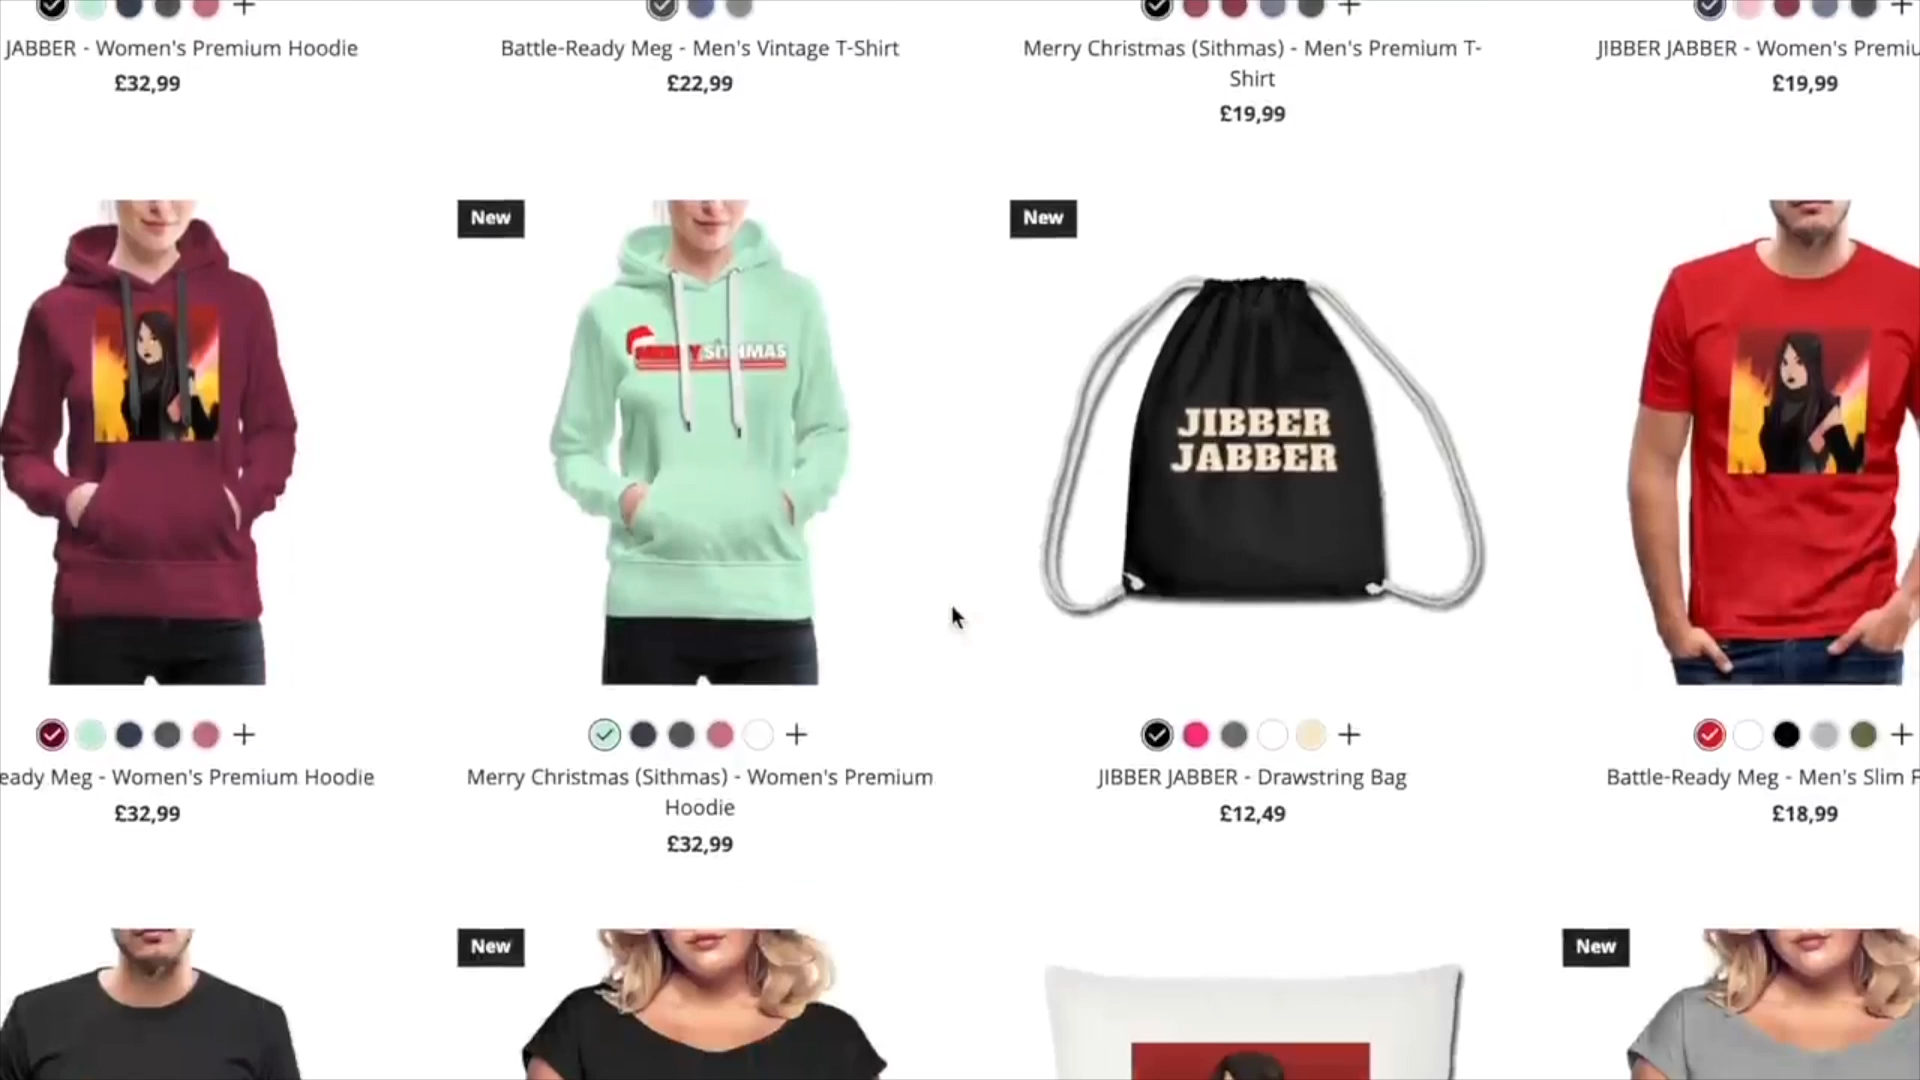 JABBER - Women's Premium Hoodie
£32,99
Battle-Ready Meg - Men's Vintage T-Shirt
£22,99
Merry Christmas (Sithmas) - Men's Premium T-
Shirt
£19,99
JIBBER JABBER - Women's Premiu
£19,99
New
MERRY SITHMAS
New
JIBBER
JABBER
eady Meg - Women's Premium Hoodie
£32,99
Merry Christmas (Sithmas) - Women's Premium
Hoodie
£32,99
JIBBER JABBER - Drawstring Bag
£12,49
Battle-Ready Meg - Men's Slim F
£18,99
New
New